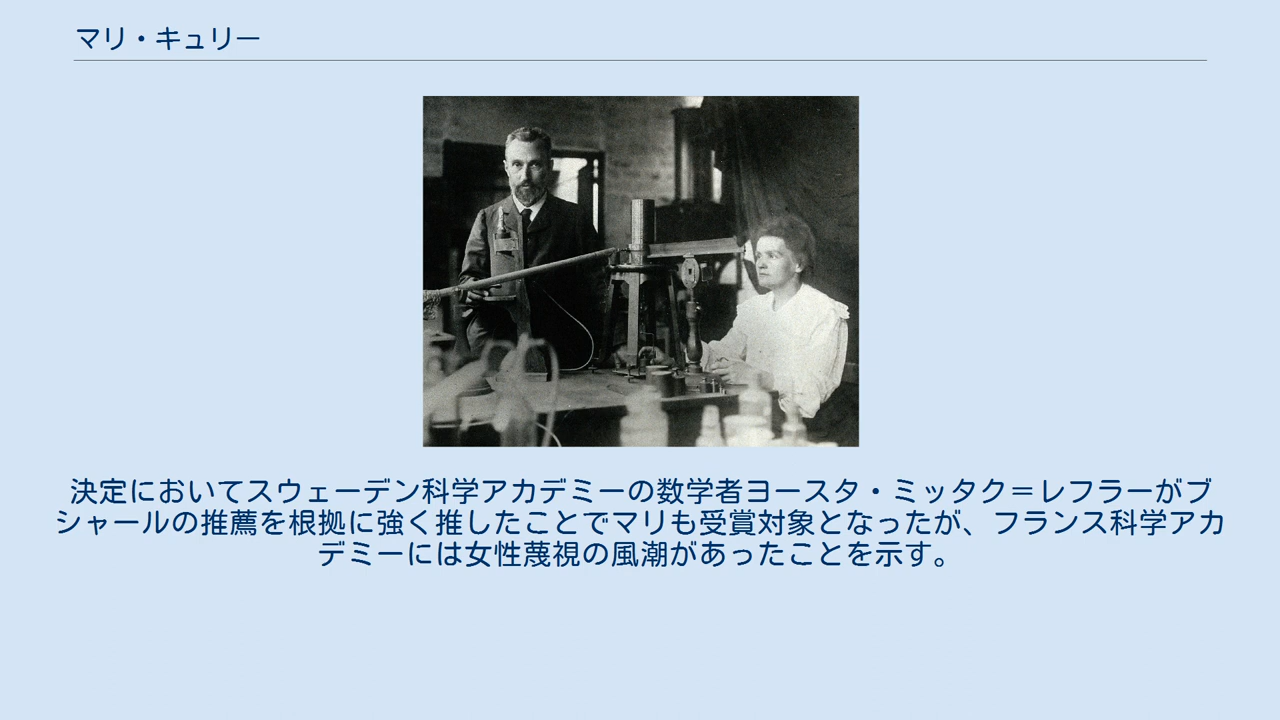 マリ・キュリー
決定においてスウェーデン科学アカデミーの数学者ヨースタ・ミッタク＝レフラーがブ
シャールの推薦を根拠に強く推したことでマリも受賞対象となったが、フランス科学アカ
デミーには女性蔑視の風潮があったことを示す。